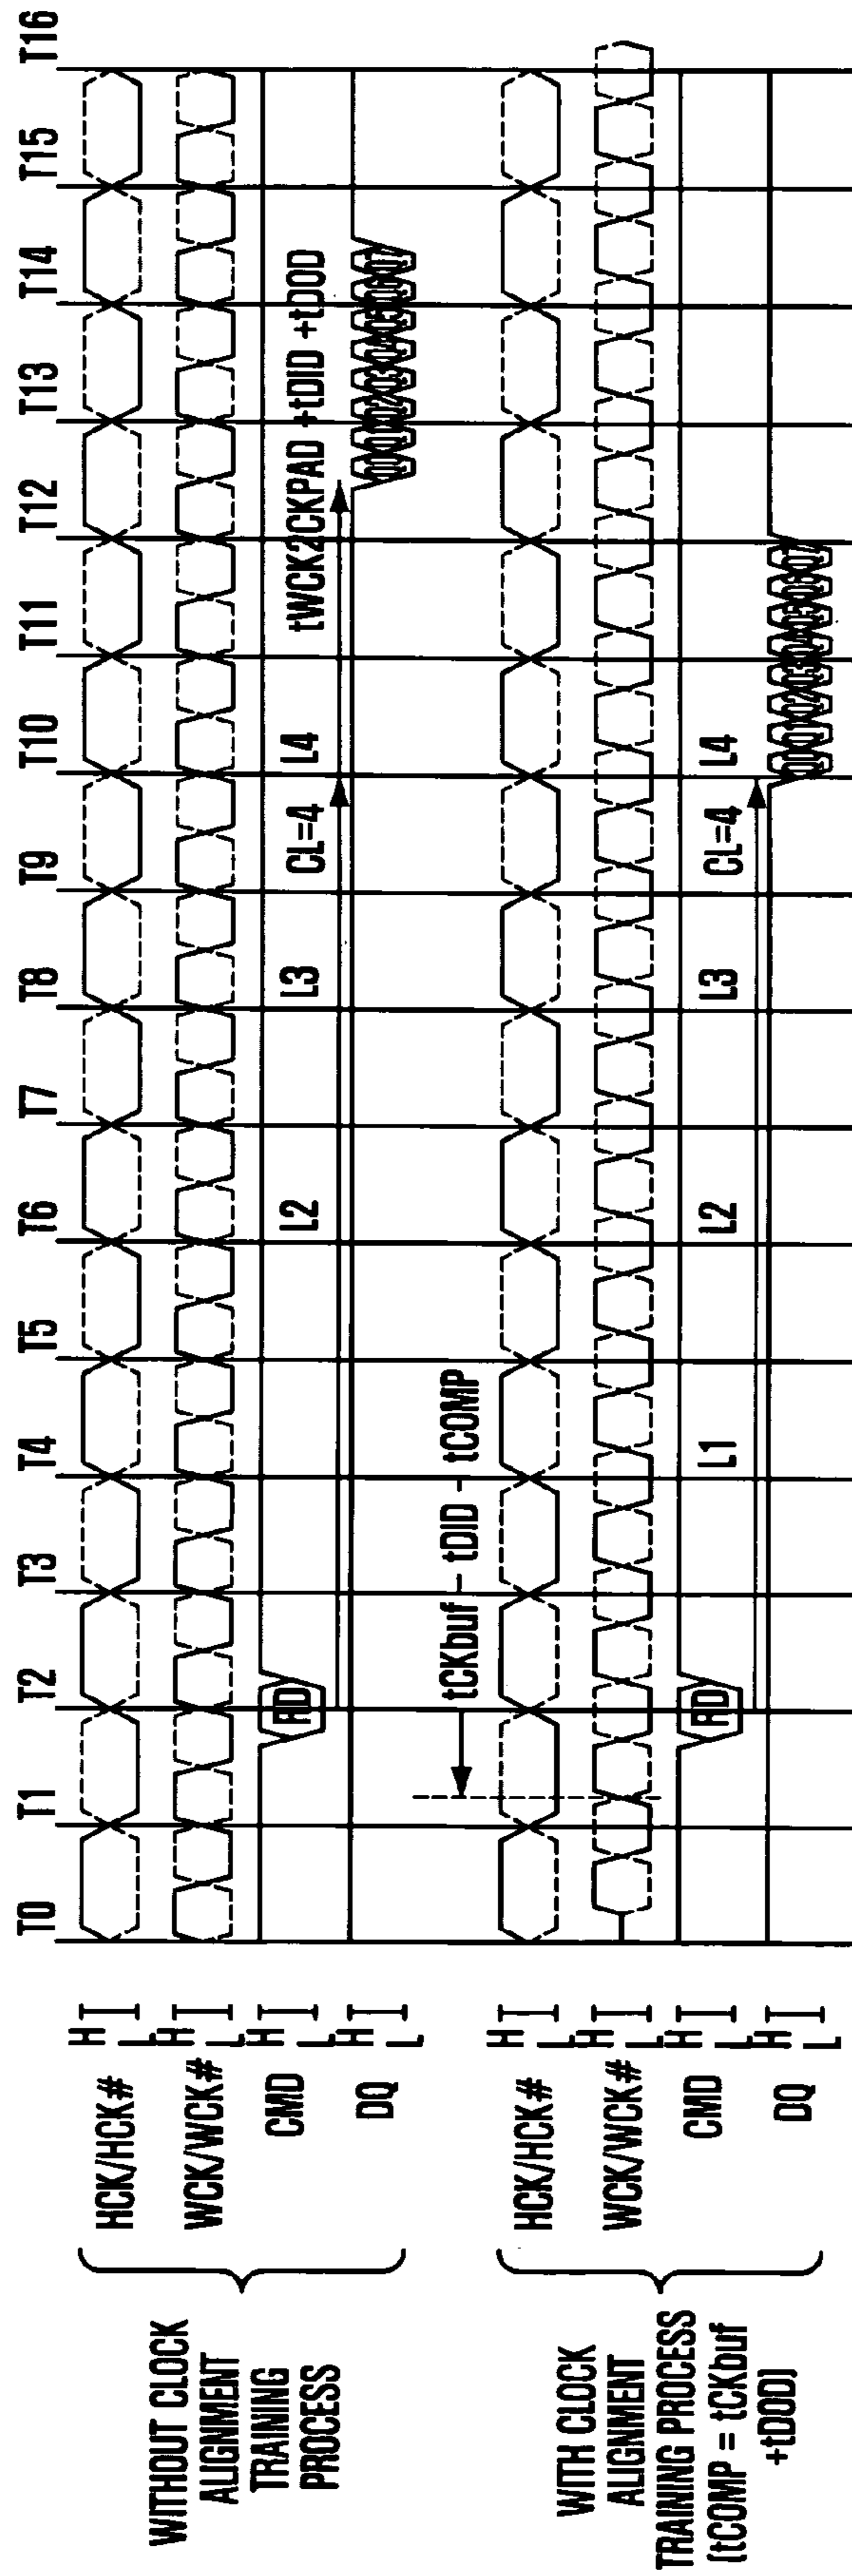 T0 T1 T2 T3 T4 T5 T6 T7 T8 T9 T10 T11 T12 T13 T14 T15 T16
WITHOUT CLOCK
ALIGNMENT
TRAINING
PROCESS
HCK/HCK# H L
WCK/WCK# H L
CMD H L
RD L2 L3 CL=4 L4 tWCK2CKPAD +tDID +tDOD
DQ H L
WITH CLOCK
ALIGNMENT
TRAINING PROCESS
(tCOMP = tCKbuf
+tDOD)
tCKbuf - tDID - tCOMP
HCK/HCK# H L
WCK/WCK# H L
CMD H L
RD L1 L2 L3 CL=4 L4
DQ H L